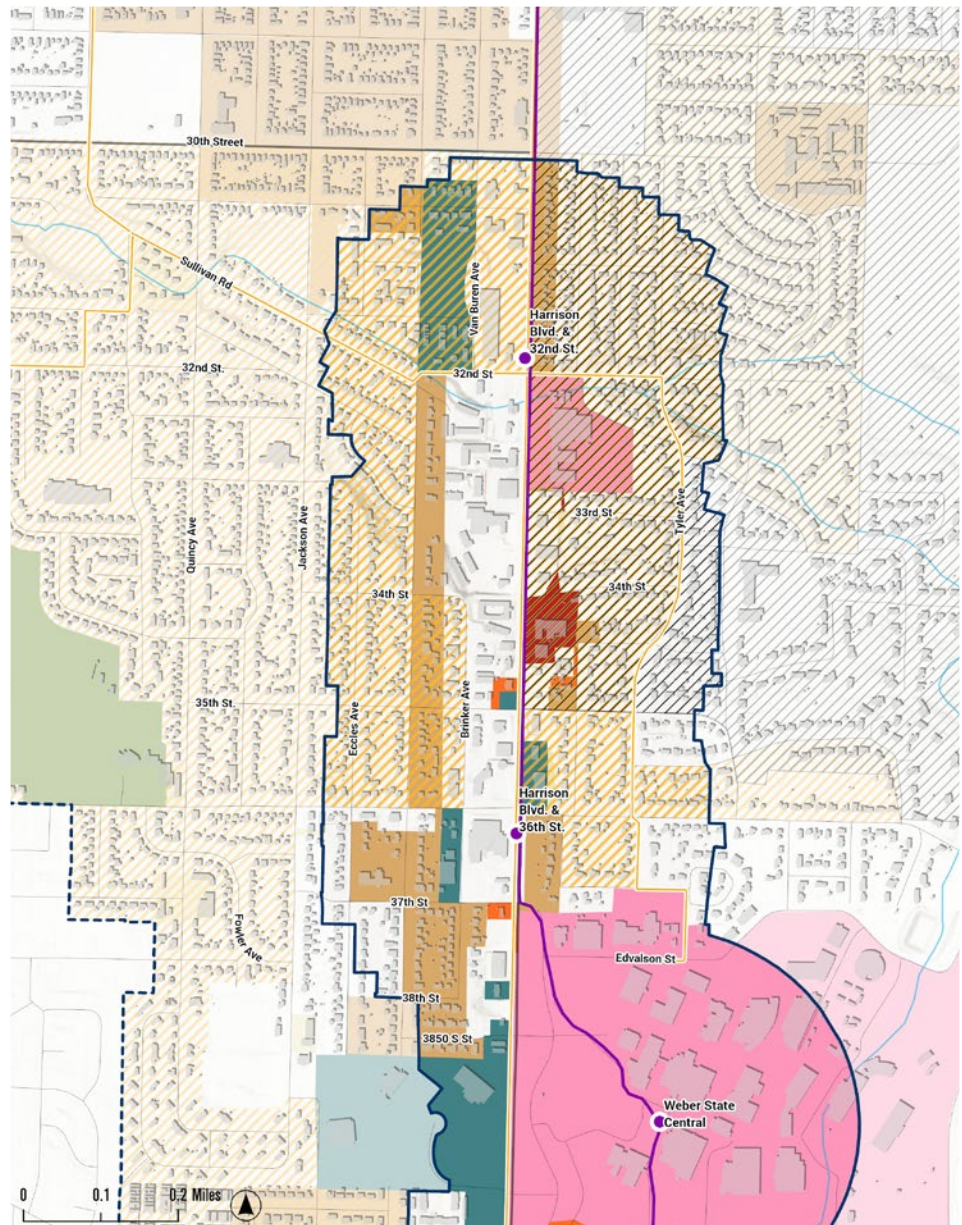 30th Street
Sullivan Rd
Van Buren Ave
Harrison
Blvd. &
32nd St.
32nd St.
32nd St
Tyler Ave
33rd St
Quincy Ave
Jackson Ave
34th St
34th St
35th St.
Eccles Ave
Brinker Ave
Harrison
Blvd. &
36th St.
37th St
Fowler Ave
Edvalson St
38th St
3850 S St
Weber State
Central
0 0.1 0.2 Miles